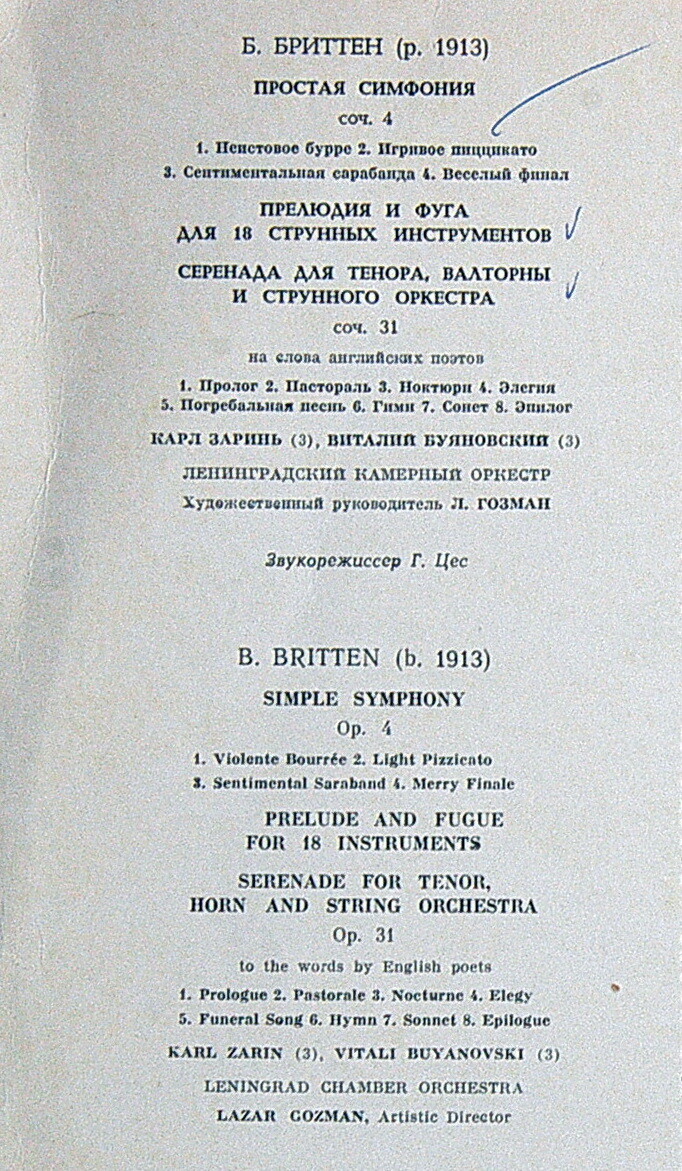 Б. БРИТТЕН (р. 1913)
ПРОСТАЯ СИМФОНИЯ
соч. 4
1. Неистовое бурре 2. Игривое пиццикато
3. Сентиментальная сарабанда 4. Веселый финал
ПРЕЛЮДИЯ И ФУГА
ДЛЯ 18 СТРУННЫХ ИНСТРУМЕНТОВ
СЕРЕНАДА ДЛЯ ТЕНОРА, ВАЛТОРНЫ
И СТРУННОГО ОРКЕСТРА
соч. 31
на слова английских поэтов
1. Пролог 2. Пастораль 3. Ноктюрн 4. Элегия
5. Погребальная песнь 6. Гимн 7. Сонет 8. Эпилог
КАРЛ ЗАРИНЬ (3), ВИТАЛИЙ БУЯНОВСКИЙ (3)
ЛЕНИНГРАДСКИЙ КАМЕРНЫЙ ОРКЕСТР
Художественный руководитель Л. ГОЗМАН
Звукорежиссер Г. Цес
B. BRITTEN (b. 1913)
SIMPLE SYMPHONY
Op. 4
1. Violente Bourrée 2. Light Pizzicato
3. Sentimental Saraband 4. Merry Finale
PRELUDE AND FUGUE
FOR 18 INSTRUMENTS
SERENADE FOR TENOR,
HORN AND STRING ORCHESTRA
Op. 31
to the words by English poets
1. Prologue 2. Pastorale 3. Nocturne 4. Elegy
5. Funeral Song 6. Hymn 7. Sonnet 8. Epilogue
KARL ZARIN (3), VITALI BUYANOVSKI (3)
LENINGRAD CHAMBER ORCHESTRA
LAZAR GOZMAN, Artistic Director